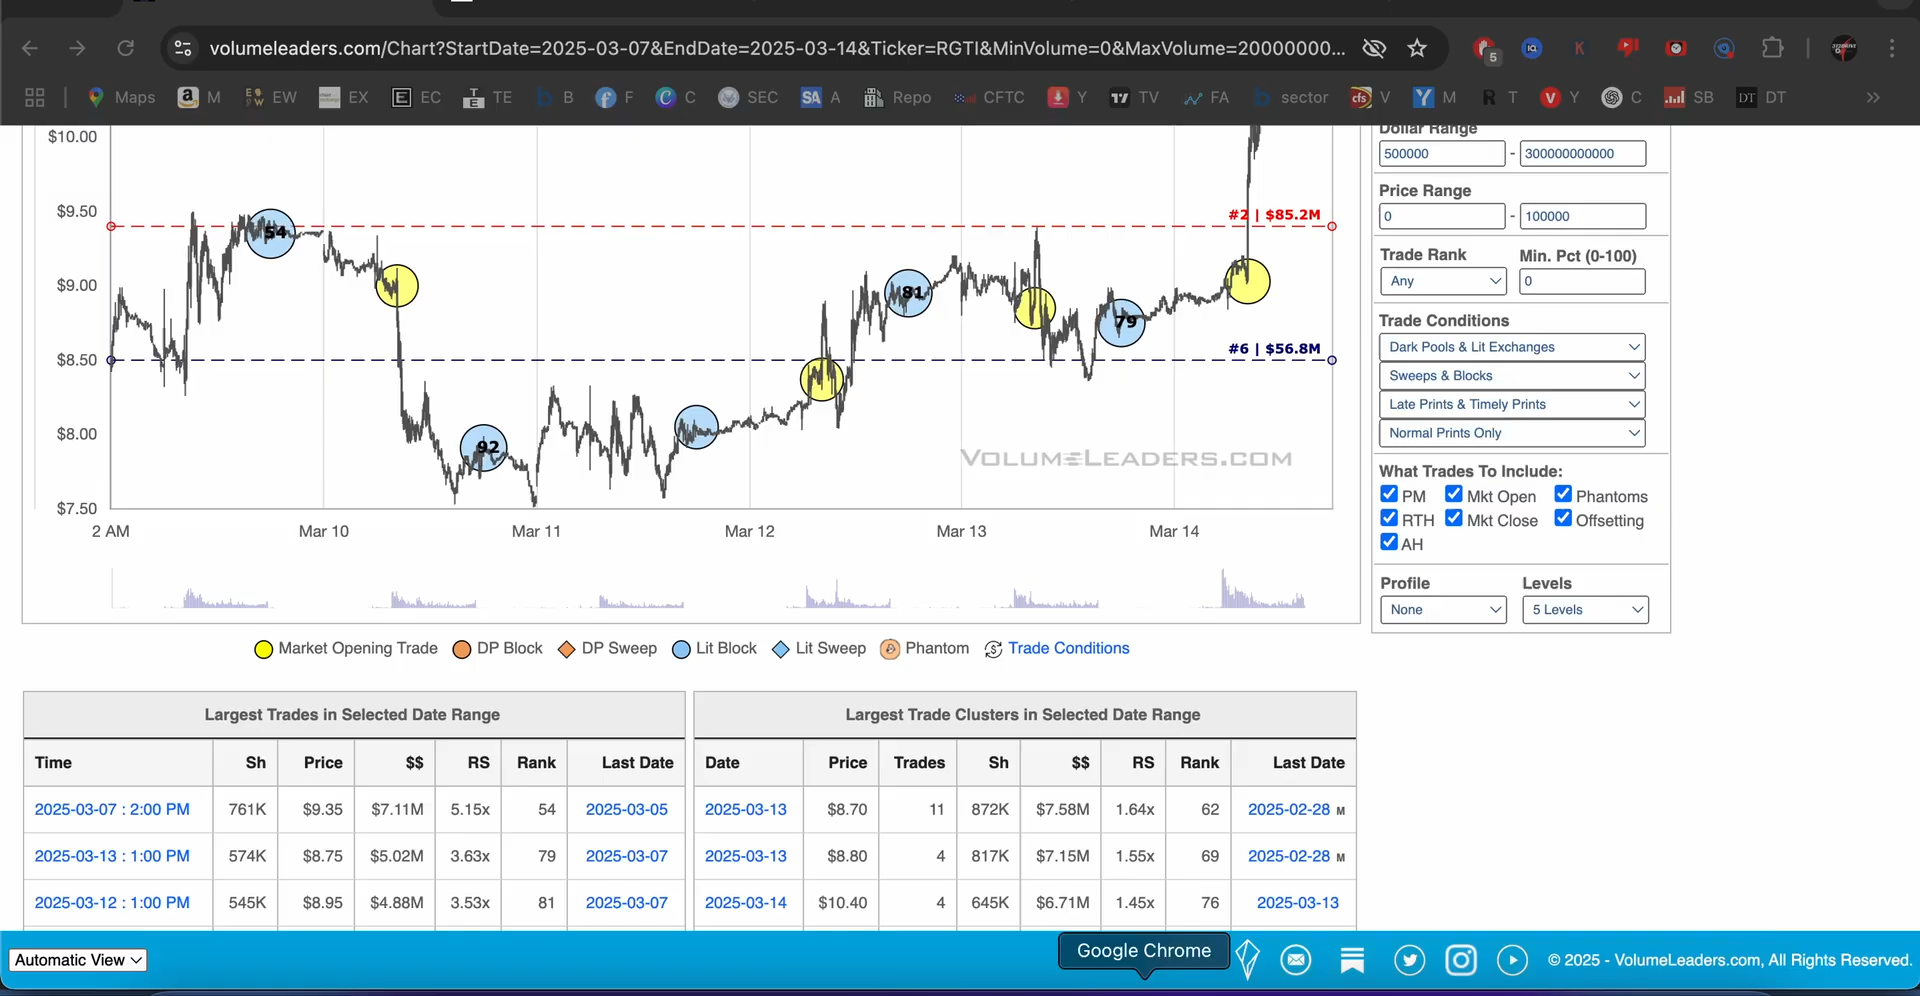 volumeleaders.com/Chart?StartDate=2025-03-07&EndDate=2025-03-14&Ticker=RGTI&MinVolume=0&MaxVolume=20000000...
5
Maps M EW EX EC TE B F C SEC A Repo CFTC Y TV FA sector V M T Y C SB DT
$10.00
$9.50
$9.00
$8.50
$8.00
$7.50
#2 | $85.2M
#6 | $56.8M
54
92
81
79
VOLUMELEADERS.COM
2 AM Mar 10 Mar 11 Mar 12 Mar 13 Mar 14
Market Opening Trade DP Block DP Sweep Lit Block Lit Sweep Phantom Trade Conditions
Dollar Range
500000 - 300000000000
Price Range
0 - 100000
Trade Rank Min. Pct (0-100)
Any 0
Trade Conditions
Dark Pools & Lit Exchanges
Sweeps & Blocks
Late Prints & Timely Prints
Normal Prints Only
What Trades To Include:
PM Mkt Open Phantoms
RTH Mkt Close Offsetting
AH
Profile Levels
None 5 Levels
Largest Trades in Selected Date Range
Time Sh Price $$ RS Rank Last Date
2025-03-07 : 2:00 PM 761K $9.35 $7.11M 5.15x 54 2025-03-05
2025-03-13 : 1:00 PM 574K $8.75 $5.02M 3.63x 79 2025-03-07
2025-03-12 : 1:00 PM 545K $8.95 $4.88M 3.53x 81 2025-03-07
Largest Trade Clusters in Selected Date Range
Date Price Trades Sh $$ RS Rank Last Date
2025-03-13 $8.70 11 872K $7.58M 1.64x 62 2025-02-28 M
2025-03-13 $8.80 4 817K $7.15M 1.55x 69 2025-02-28 M
2025-03-14 $10.40 4 645K $6.71M 1.45x 76 2025-03-13
Automatic View
Google Chrome
© 2025 - VolumeLeaders.com, All Rights Reserved.